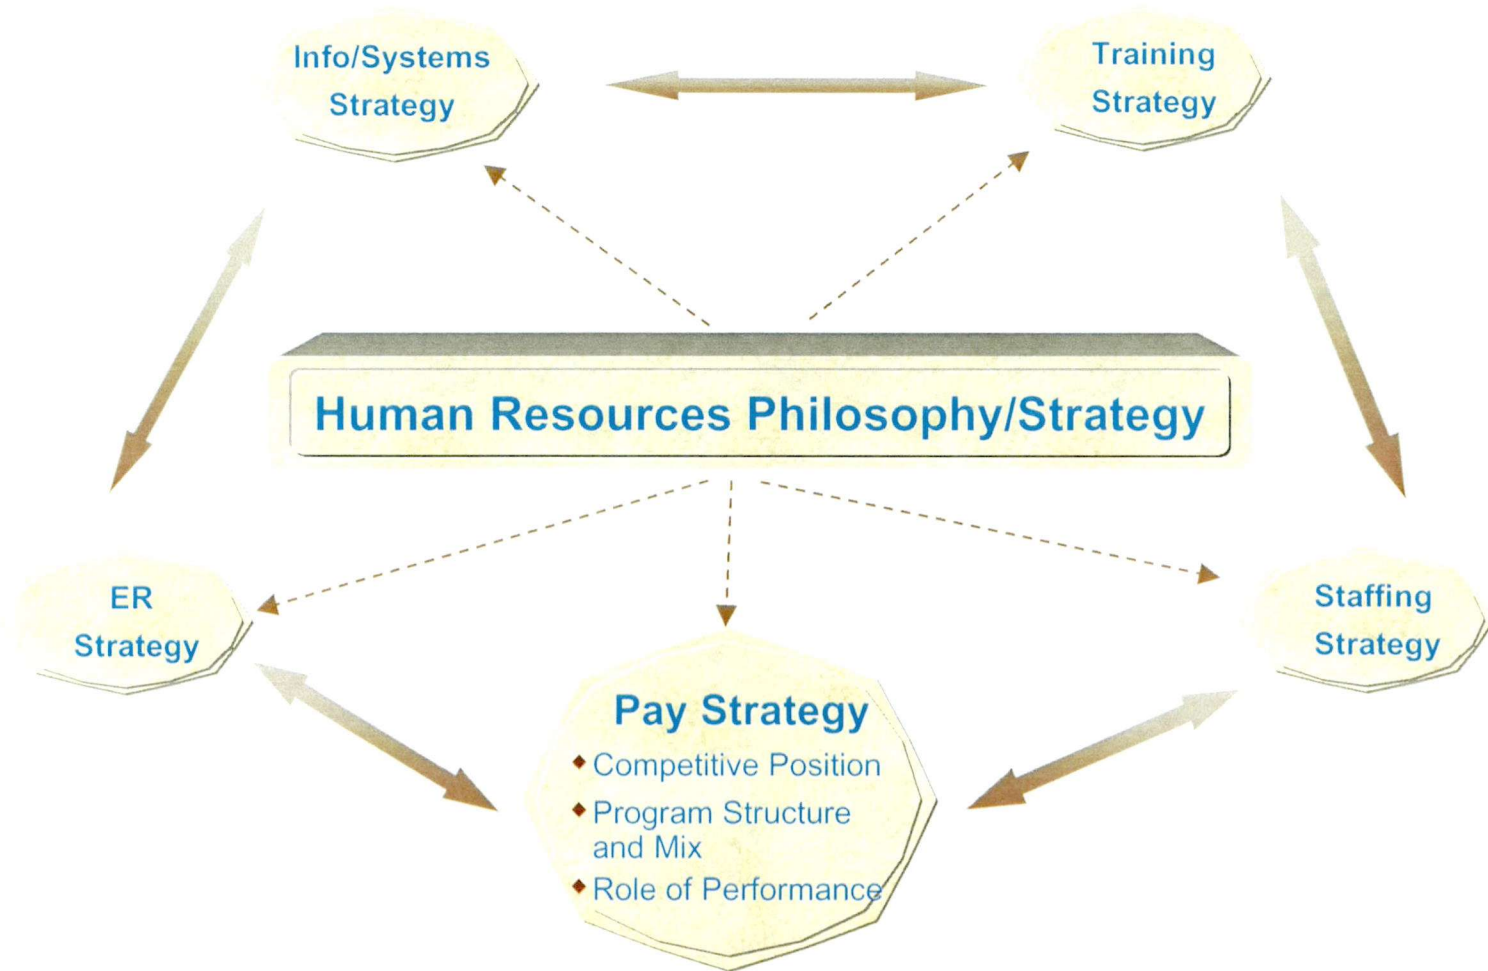 Info/Systems
Strategy
Training
Strategy
Human Resources Philosophy/Strategy
ER
Strategy
Staffing
Strategy
Pay Strategy
Competitive Position
Program Structure
and Mix
Role of Performance